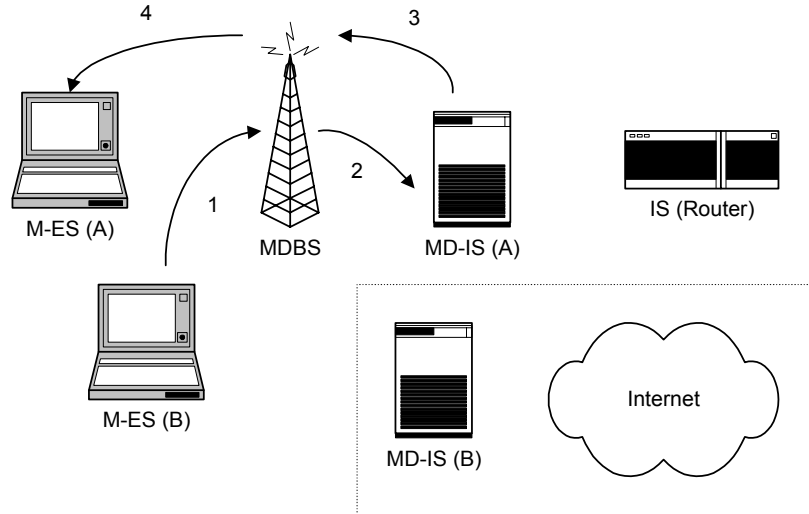 4
3
1
2
M-ES (A)
MDBS
MD-IS (A)
IS (Router)
M-ES (B)
MD-IS (B)
Internet